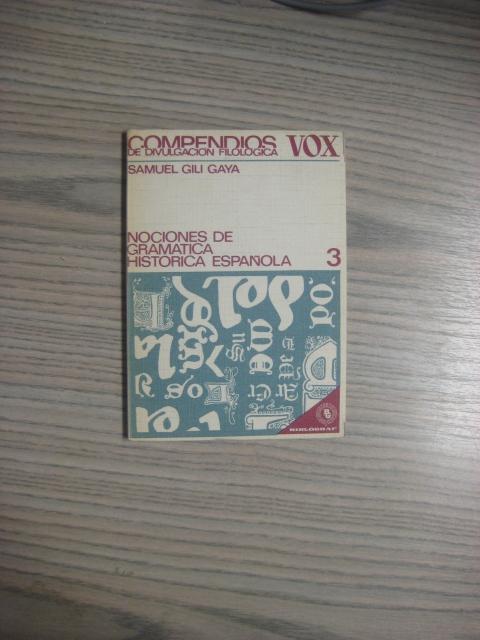 COMPENDIOS VOX
DE DIVULGACION FILOLOGICA
SAMUEL GILI GAYA
NOCIONES DE
GRAMATICA
HISTORICA ESPAÑOLA 3
BIBLOGRAF